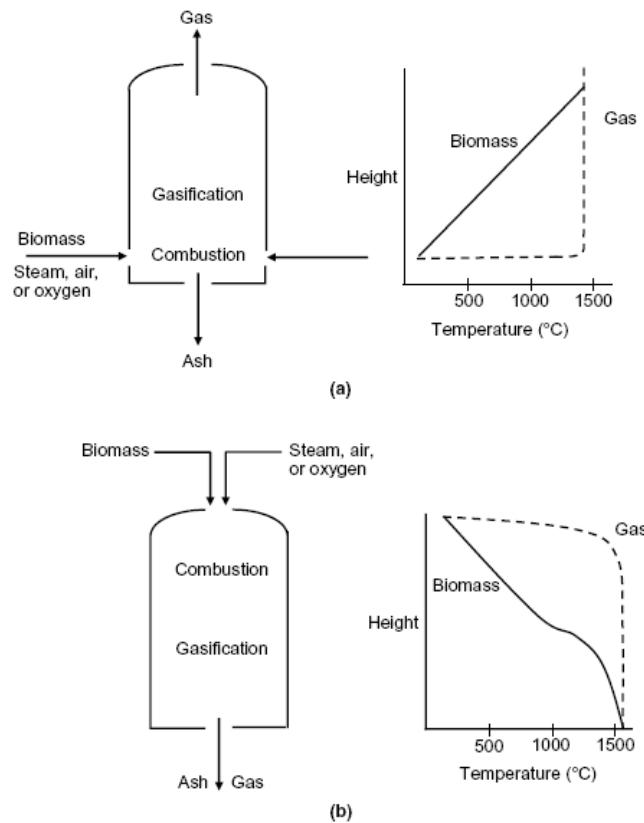 Gas
Gas
Biomass
Height
Gasification
Biomass
Combustion
Steam, air,
or oxygen
500 1000 1500
Temperature (°C)
Ash
(a)
Biomass
Steam, air,
or oxygen
Gas
Combustion
Biomass
Height
Gasification
500 1000 1500
Ash Gas
Temperature (°C)
(b)